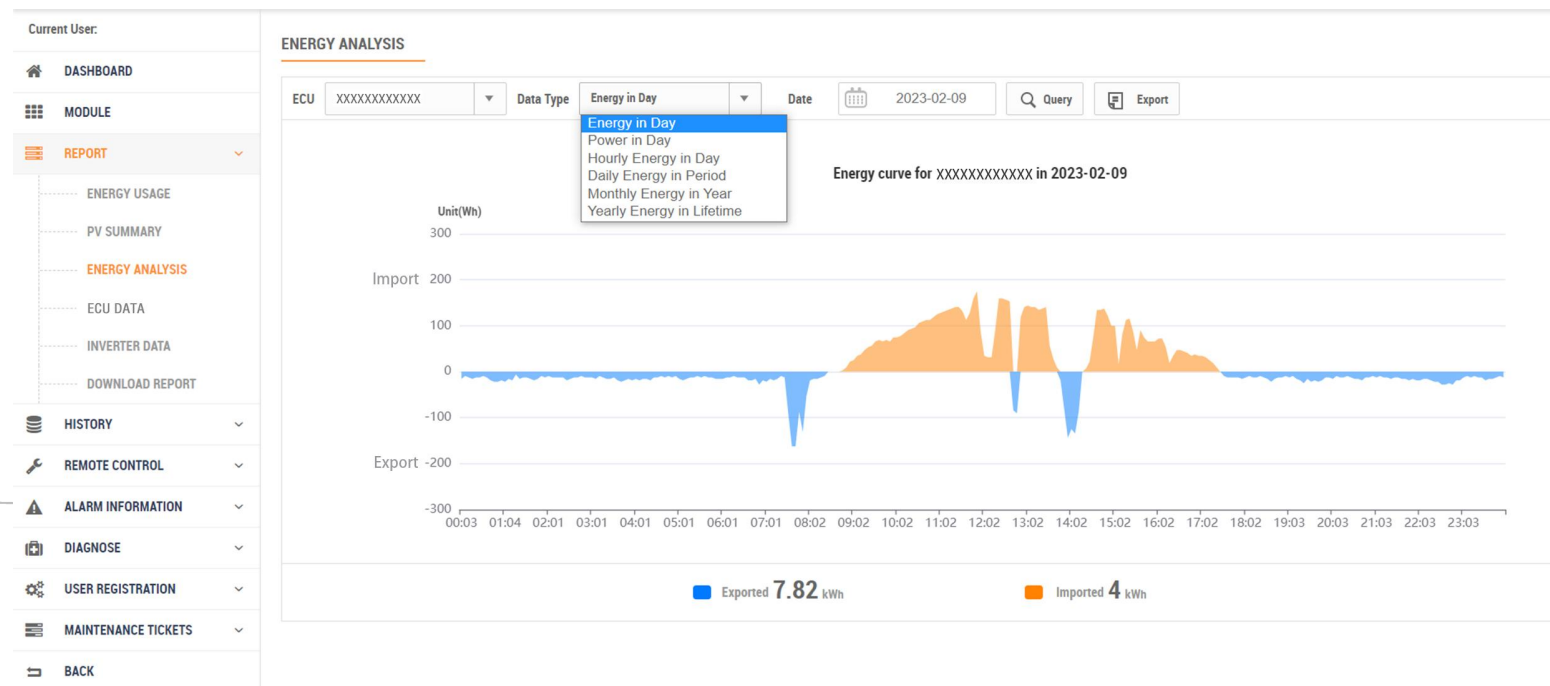 Current User:
DASHBOARD
MODULE
REPORT
ENERGY USAGE
PV SUMMARY
ENERGY ANALYSIS
ECU DATA
INVERTER DATA
DOWNLOAD REPORT
HISTORY
REMOTE CONTROL
ALARM INFORMATION
DIAGNOSE
USER REGISTRATION
MAINTENANCE TICKETS
BACK
ENERGY ANALYSIS
ECU XXXXXXXXXXXX Data Type Energy in Day Date 2023-02-09 Query Export
Energy in Day
Power in Day
Hourly Energy in Day
Daily Energy in Period
Monthly Energy in Year
Yearly Energy in Lifetime
Energy curve for XXXXXXXXXXXX in 2023-02-09
Unit(Wh)
300
Import 200
100
0
-100
Export -200
-300
00:03 01:04 02:01 03:01 04:01 05:01 06:01 07:01 08:02 09:02 10:02 11:02 12:02 13:02 14:02 15:02 16:02 17:02 18:02 19:03 20:03 21:03 22:03 23:03
Exported 7.82 kWh Imported 4 kWh